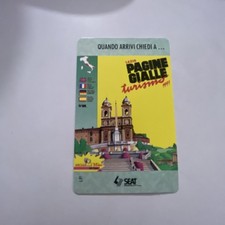 QUANDO ARRIVI CHIEDI A ...
PAGINE
GIALLE
turismo
SEAT